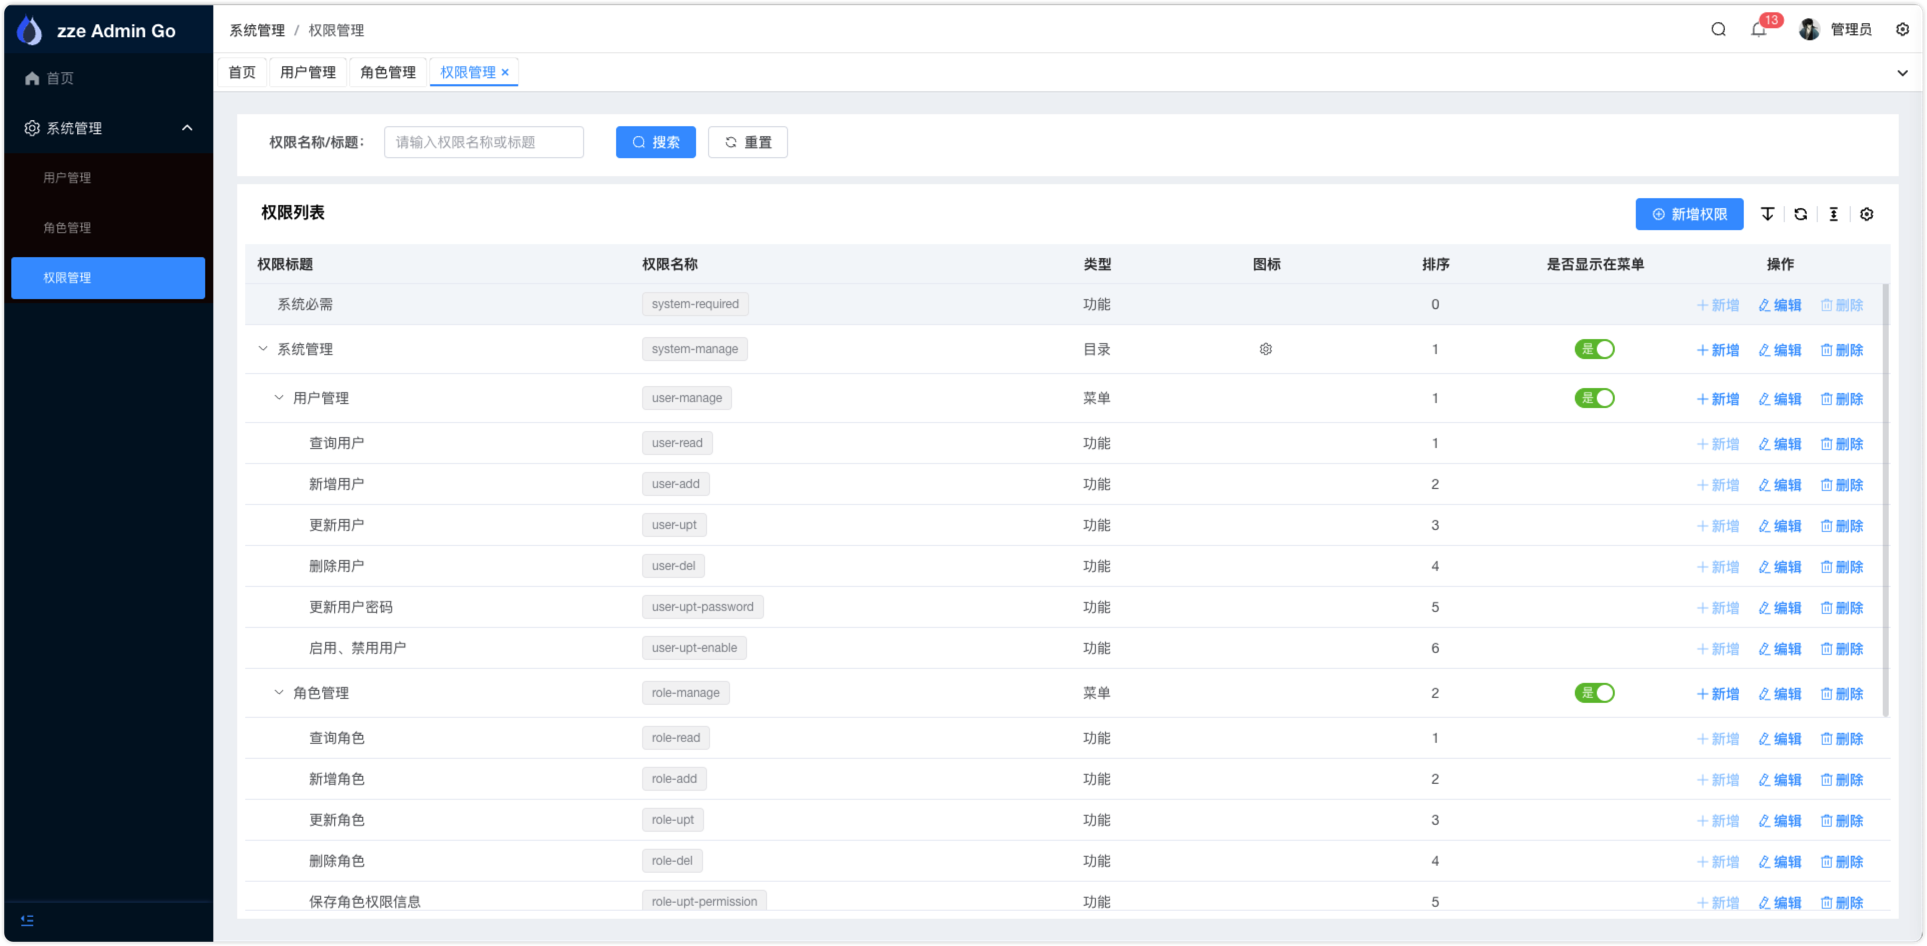 zze Admin Go
系统管理 / 权限管理
13
管理员
首页
用户管理
角色管理
权限管理 ×
首页
系统管理
用户管理
角色管理
权限管理
权限名称/标题：
请输入权限名称或标题
搜索
重置
权限列表
新增权限
权限标题 权限名称 类型 图标 排序 是否显示在菜单 操作
系统必需 system-required 功能 0 新增 编辑 删除
系统管理 system-manage 目录 1 是 新增 编辑 删除
用户管理 user-manage 菜单 1 是 新增 编辑 删除
查询用户 user-read 功能 1 新增 编辑 删除
新增用户 user-add 功能 2 新增 编辑 删除
更新用户 user-upt 功能 3 新增 编辑 删除
删除用户 user-del 功能 4 新增 编辑 删除
更新用户密码 user-upt-password 功能 5 新增 编辑 删除
启用、禁用用户 user-upt-enable 功能 6 新增 编辑 删除
角色管理 role-manage 菜单 2 是 新增 编辑 删除
查询角色 role-read 功能 1 新增 编辑 删除
新增角色 role-add 功能 2 新增 编辑 删除
更新角色 role-upt 功能 3 新增 编辑 删除
删除角色 role-del 功能 4 新增 编辑 删除
保存角色权限信息 role-upt-permission 功能 5 新增 编辑 删除